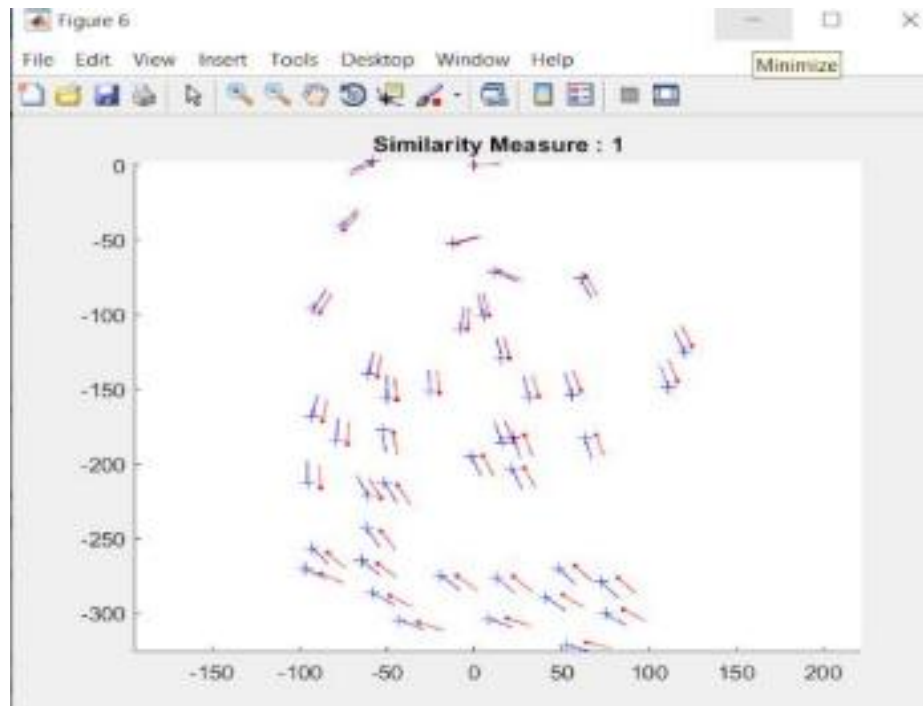 Figure 6
File Edit View Insert Tools Desktop Window Help
Minimize
Similarity Measure : 1
0
-50
-100
-150
-200
-250
-300
-150 -100 -50 0 50 100 150 200